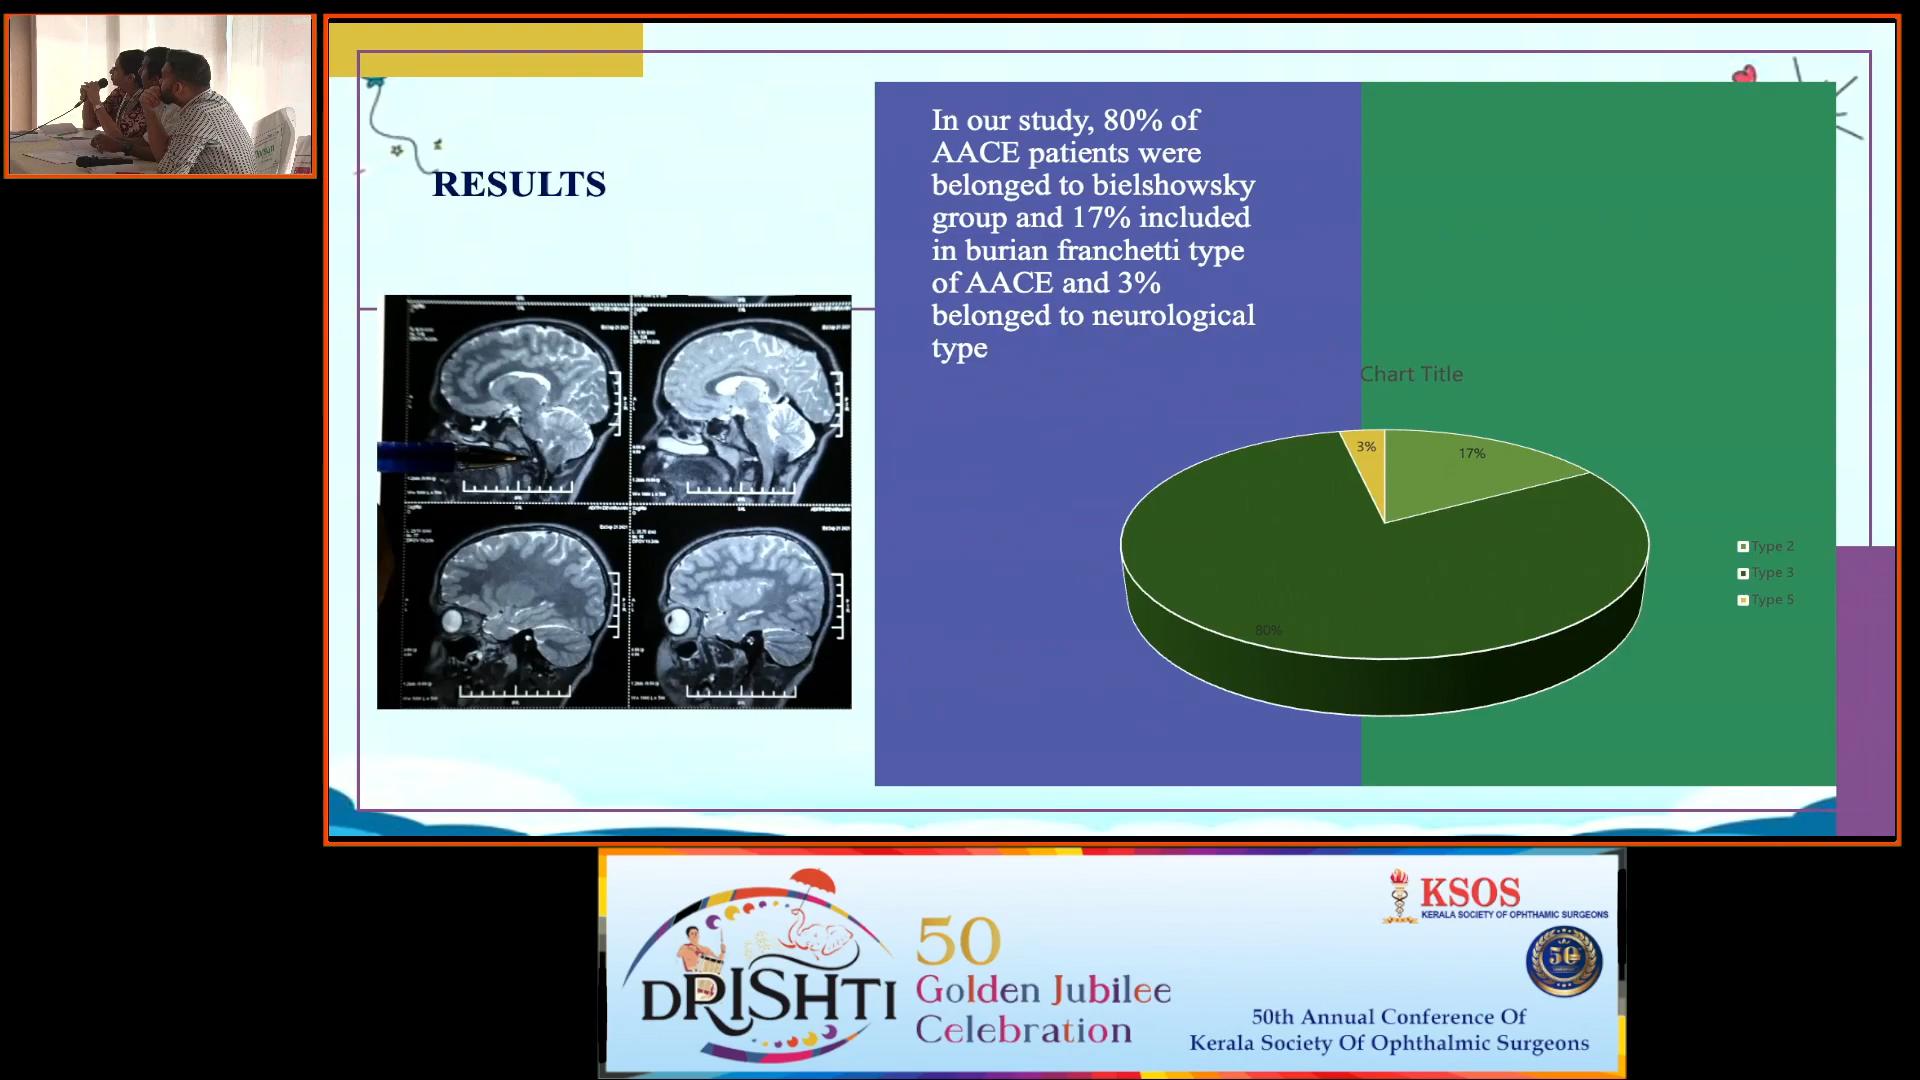 RESULTS
In our study, 80% of
AACE patients were
belonged to bielshowsky
group and 17% included
in burian franchetti type
of AACE and 3%
belonged to neurological
type
Chart Title
3%
17%
80%
Type 2
Type 3
Type 5
DRISHTI
50
Golden Jubilee
Celebration
KSOS
KERALA SOCIETY OF OPHTHAMIC SURGEONS
50
50th Annual Conference Of
Kerala Society Of Ophthalmic Surgeons